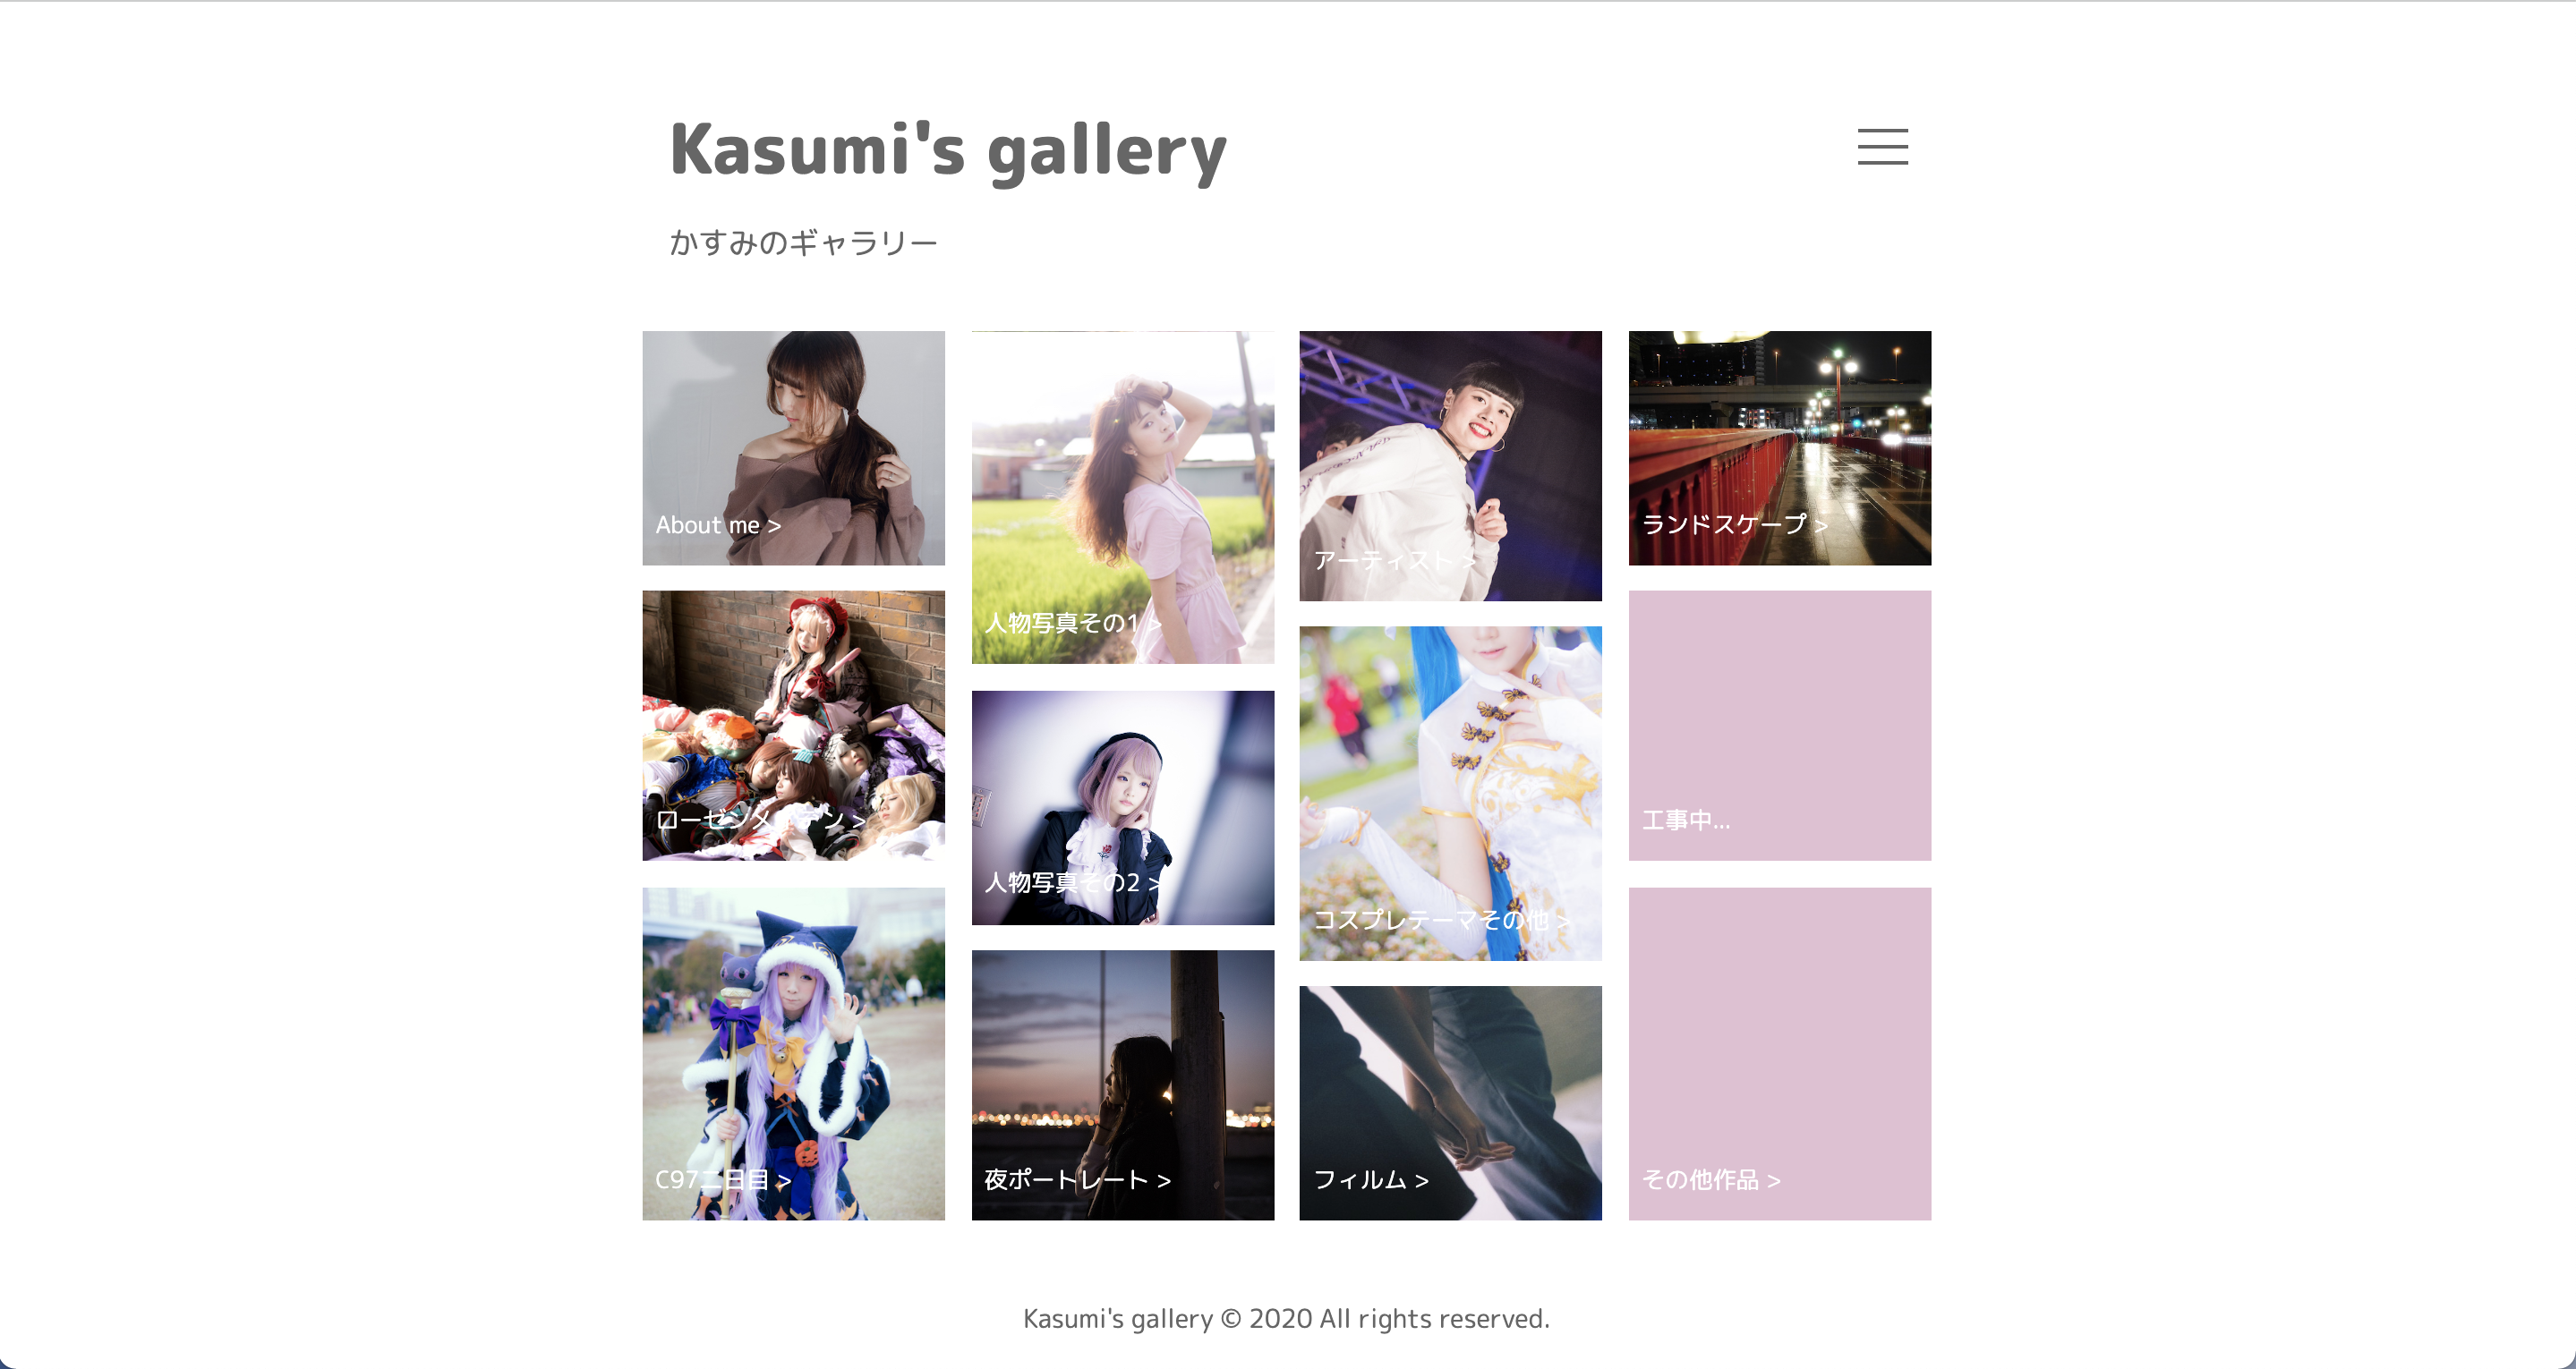 Kasumi's gallery
かすみのギャラリー
About me >
人物写真その1 >
アーティスト >
ランドスケープ >
ローゼンメイデン >
人物写真その2 >
コスプレテーマその他 >
工事中...
C97二日目 >
夜ポートレート >
フィルム >
その他作品 >
Kasumi's gallery © 2020 All rights reserved.